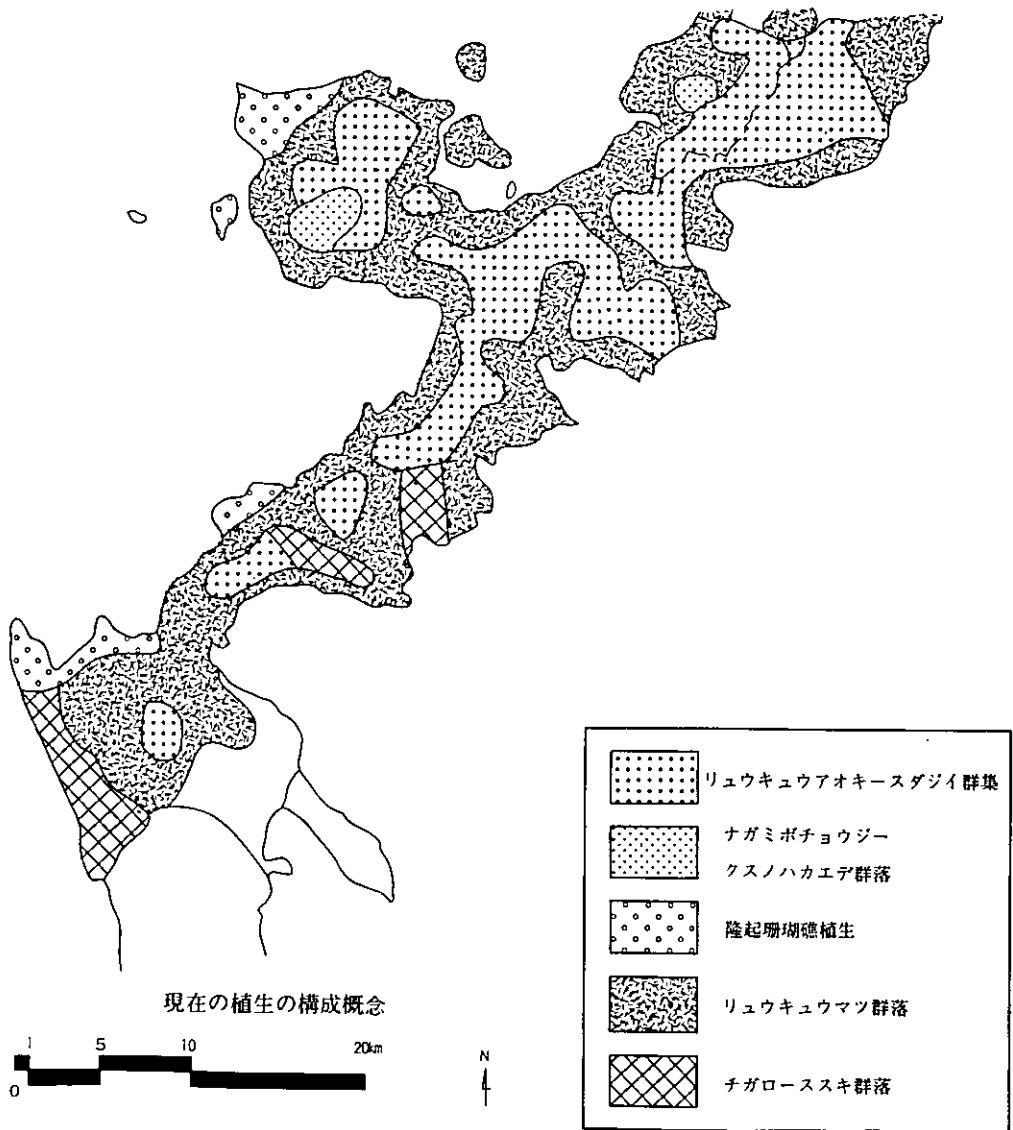 リュウキュウアオキースダジイ群集
ナガミボチョウジー
クスノハカエデ群落
隆起珊瑚礁植生
リュウキュウマツ群落
チガローススキ群落
現在の植生の構成概念
1 5 10 20km
0
N